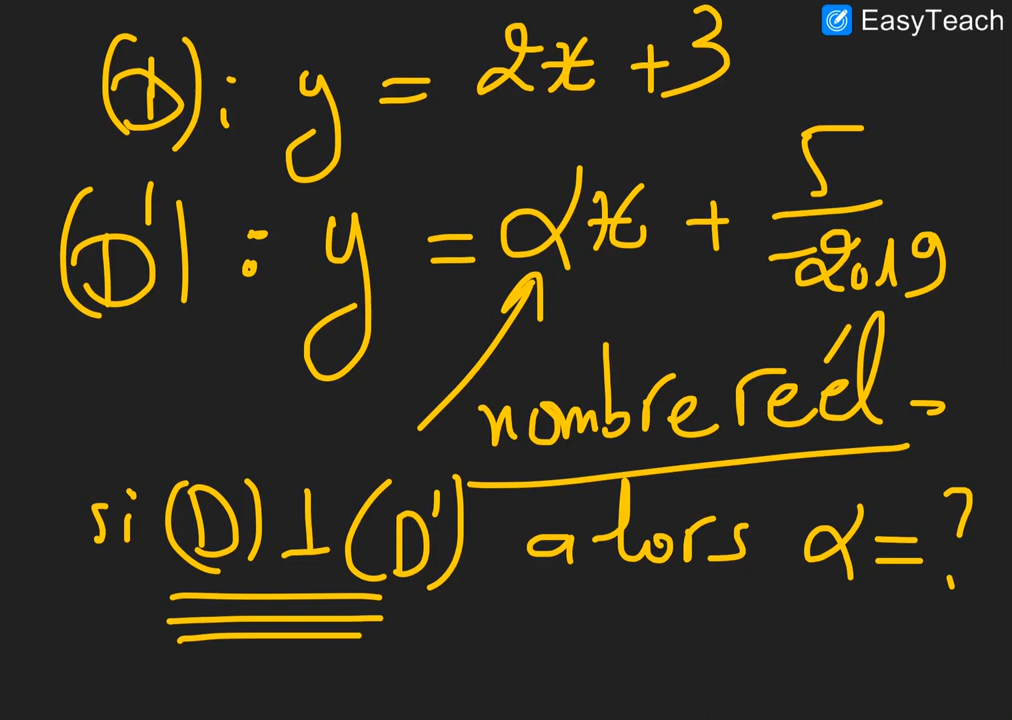 EasyTeach
(D): y = 2x + 3
(D'): y = αx + 5/-2019
nombre reél
si (D) ⊥ (D') alors α = ?